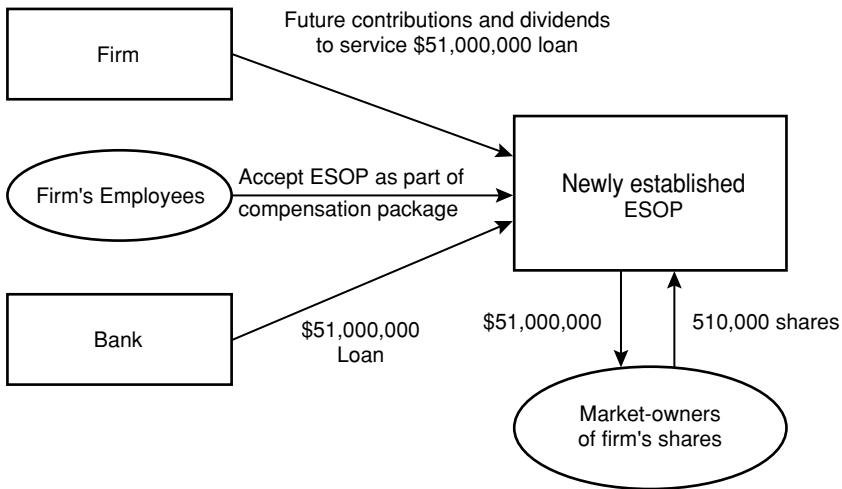 Firm
Future contributions and dividends
to service $51,000,000 loan
Firm's Employees
Accept ESOP as part of
compensation package
Newly established
ESOP
Bank
$51,000,000
Loan
$51,000,000
510,000 shares
Market-owners
of firm's shares